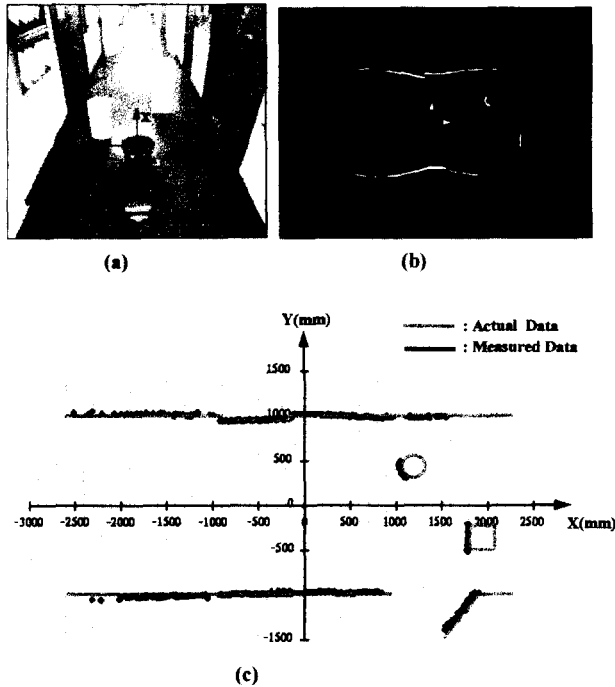 X
(a)
(b)
Y(mm)
: Actual Data
: Measured Data
1500
1000
500
0
-3000 -2500 -2000 -1500 -1000 -500 500 1000 1500 2000 2500
X(mm)
-500
-1000
-1500
(c)